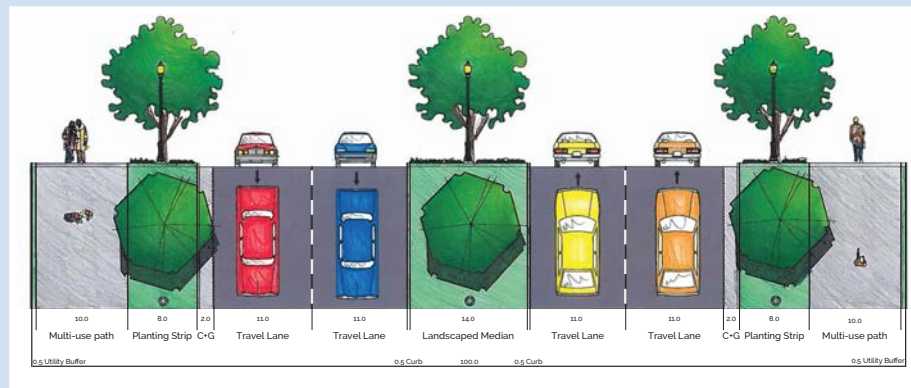 10.0 8.0 2.0 11.0 11.0 14.0 11.0 11.0 2.0 8.0 10.0
Multi-use path Planting Strip C+G Travel Lane Travel Lane Landscaped Median Travel Lane Travel Lane C+G Planting Strip Multi-use path
0.5 Utility Buffer 0.5 Curb 100.0 0.5 Curb 0.5 Utility Buffer